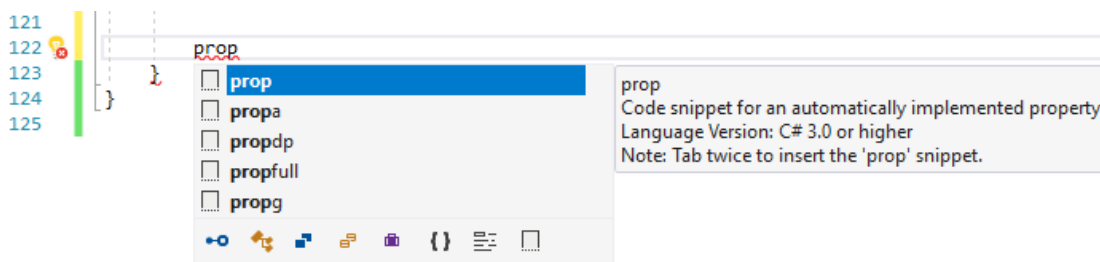 121
122 prop
123 }
124 }
125
prop
propa
propdp
propfull
propg
{}
prop
Code snippet for an automatically implemented property
Language Version: C# 3.0 or higher
Note: Tab twice to insert the 'prop' snippet.